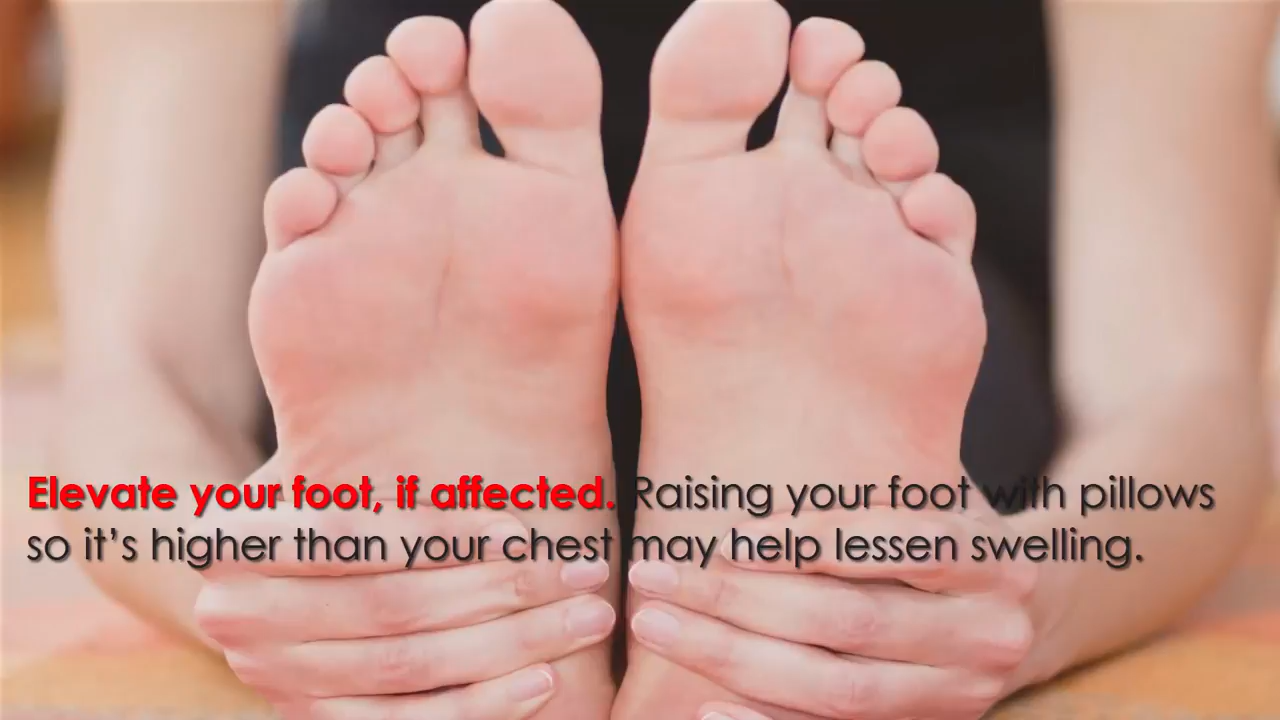 Elevate your foot, if affected. Raising your foot with pillows
so it’s higher than your chest may help lessen swelling.